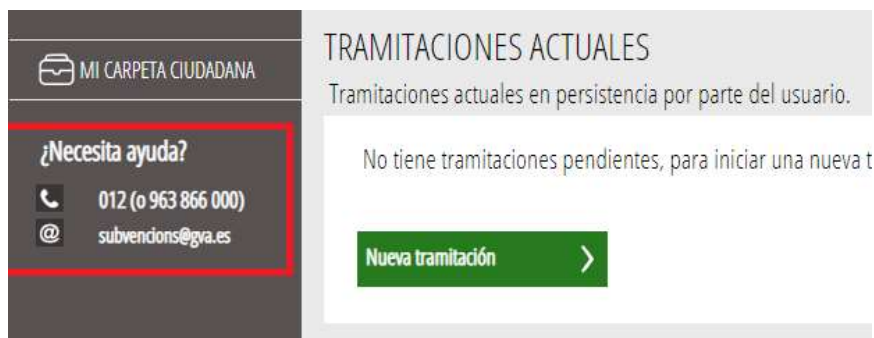 MI CARPETA CIUDADANA
¿Necesita ayuda?
012 (o 963 866 000)
@ subvencions@gva.es
TRAMITACIONES ACTUALES
Tramitaciones actuales en persistencia por parte del usuario.
No tiene tramitaciones pendientes, para iniciar una nueva t
Nueva tramitación